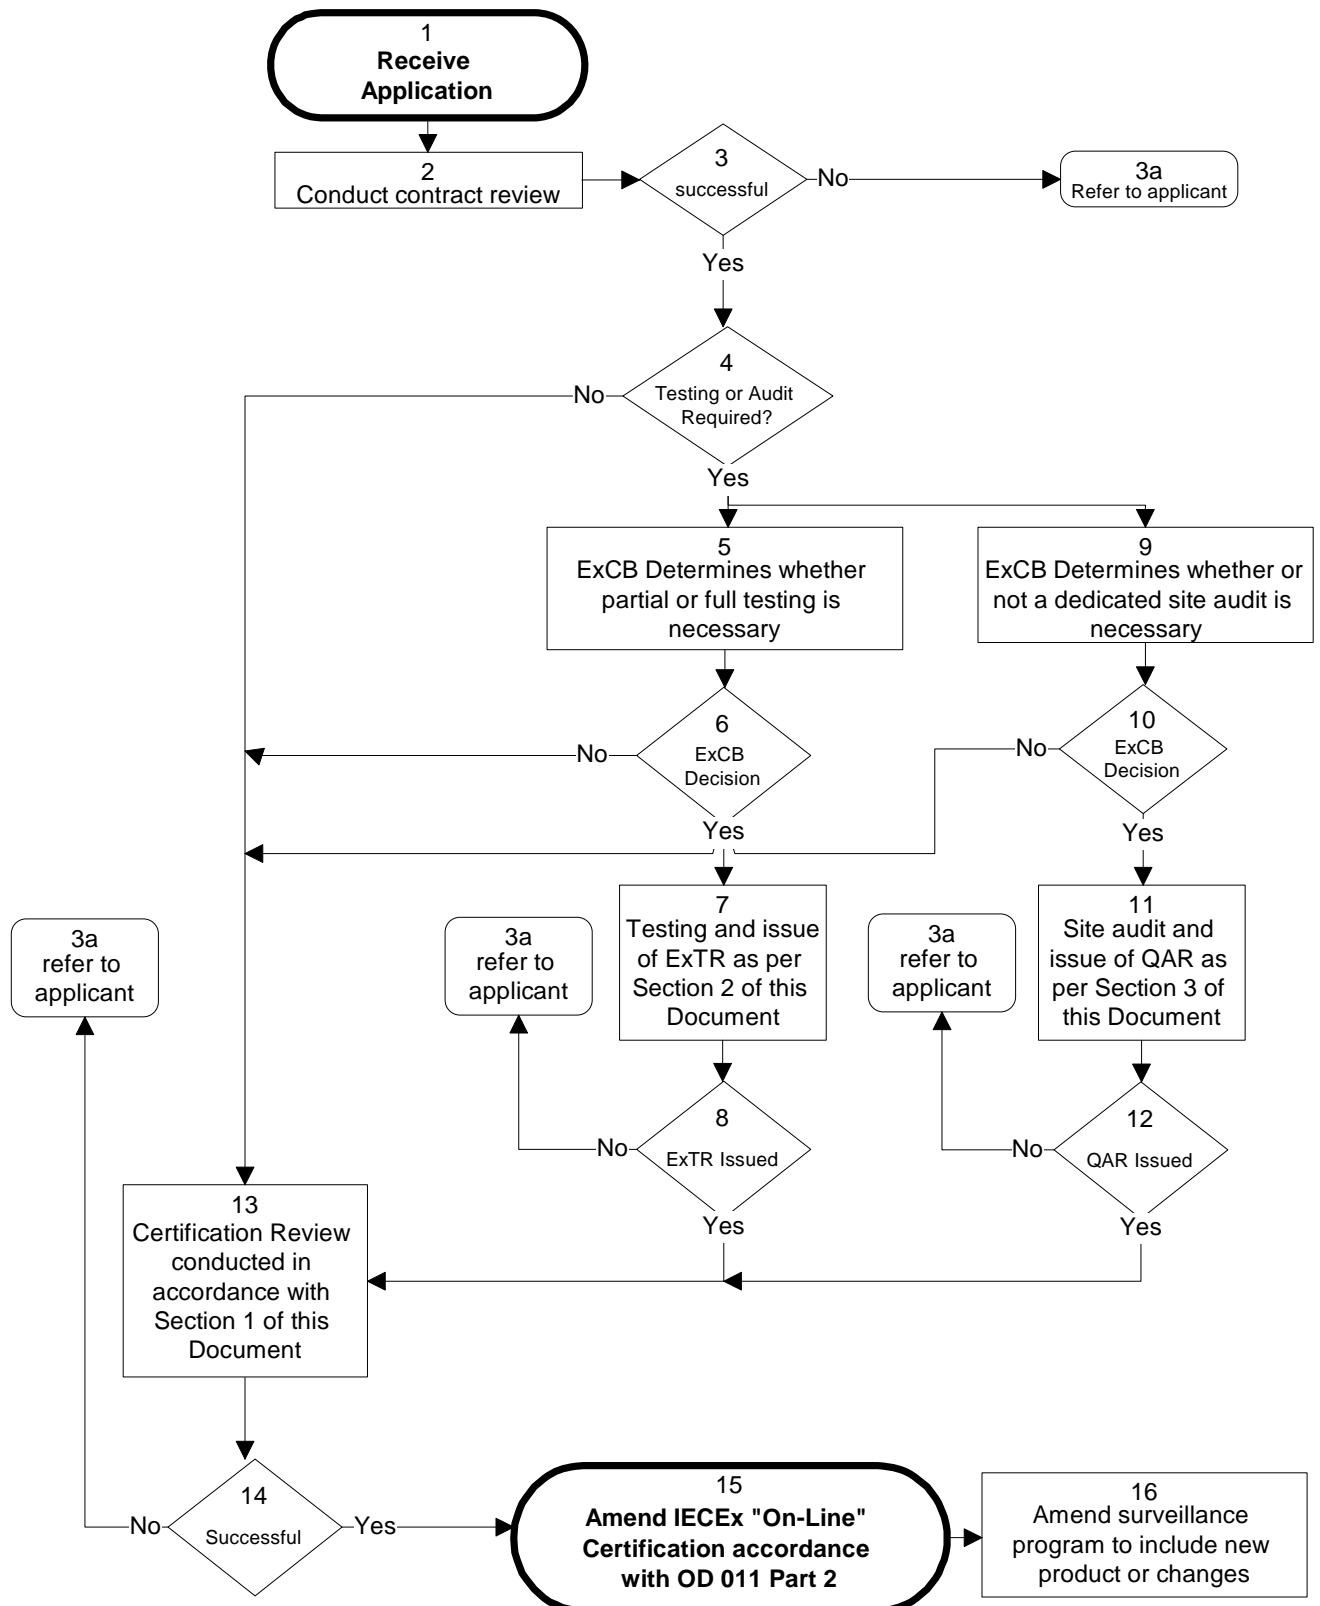 1
Receive
Application
2
Conduct contract review
3
successful
No
3a
Refer to applicant
Yes
4
Testing or Audit
Required?
No
Yes
5
ExCB Determines whether
partial or full testing is
necessary
9
ExCB Determines whether or
not a dedicated site audit is
necessary
6
ExCB
Decision
No
10
ExCB
Decision
No
Yes
Yes
3a
refer to
applicant
3a
refer to
applicant
7
Testing and issue
of ExTR as per
Section 2 of this
Document
3a
refer to
applicant
11
Site audit and
issue of QAR as
per Section 3 of
this Document
8
ExTR Issued
No
12
QAR Issued
No
Yes
Yes
13
Certification Review
conducted in
accordance with
Section 1 of this
Document
14
Successful
No
Yes
15
Amend IECEx "On-Line"
Certification accordance
with OD 011 Part 2
16
Amend surveillance
program to include new
product or changes